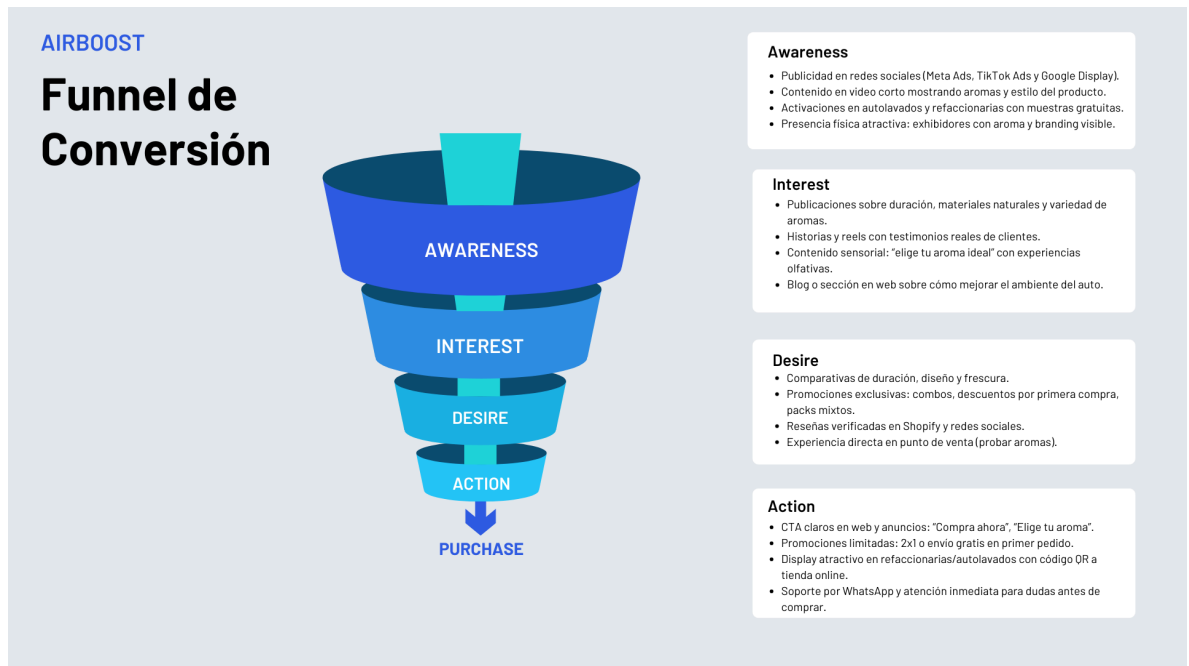 AIRBOOST
Funnel de
Conversión
AWARENESS
INTEREST
DESIRE
ACTION
PURCHASE
Awareness
• Publicidad en redes sociales (Meta Ads, TikTok Ads y Google Display).
• Contenido en video corto mostrando aromas y estilo del producto.
• Activaciones en autolavados y refaccionarias con muestras gratuitas.
• Presencia física atractiva: exhibidores con aroma y branding visible.
Interest
• Publicaciones sobre duración, materiales naturales y variedad de
aromas.
• Historias y reels con testimonios reales de clientes.
• Contenido sensorial: “elige tu aroma ideal” con experiencias
olfativas.
• Blog o sección en web sobre cómo mejorar el ambiente del auto.
Desire
• Comparativas de duración, diseño y frescura.
• Promociones exclusivas: combos, descuentos por primera compra,
packs mixtos.
• Reseñas verificadas en Shopify y redes sociales.
• Experiencia directa en punto de venta (probar aromas).
Action
• CTA claros en web y anuncios: “Compra ahora”, “Elige tu aroma”.
• Promociones limitadas: 2x1 o envio gratis en primer pedido.
• Display atractivo en refaccionarias/autolavados con código QR a
tienda online.
• Soporte por WhatsApp y atención inmediata para dudas antes de
comprar.